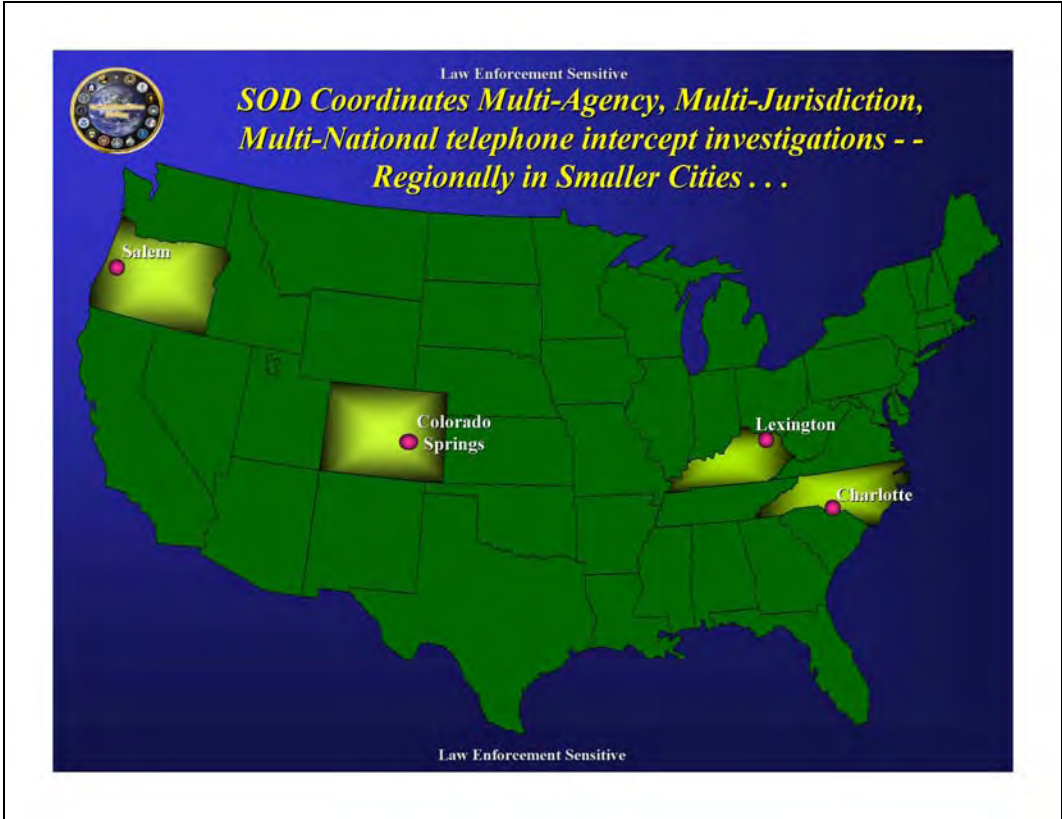 Law Enforcement Sensitive
SOD Coordinates Multi-Agency, Multi-Jurisdiction,
Multi-National telephone intercept investigations - -
Regionally in Smaller Cities . . .
Salem
Colorado
Springs
Lexington
Charlotte
Law Enforcement Sensitive